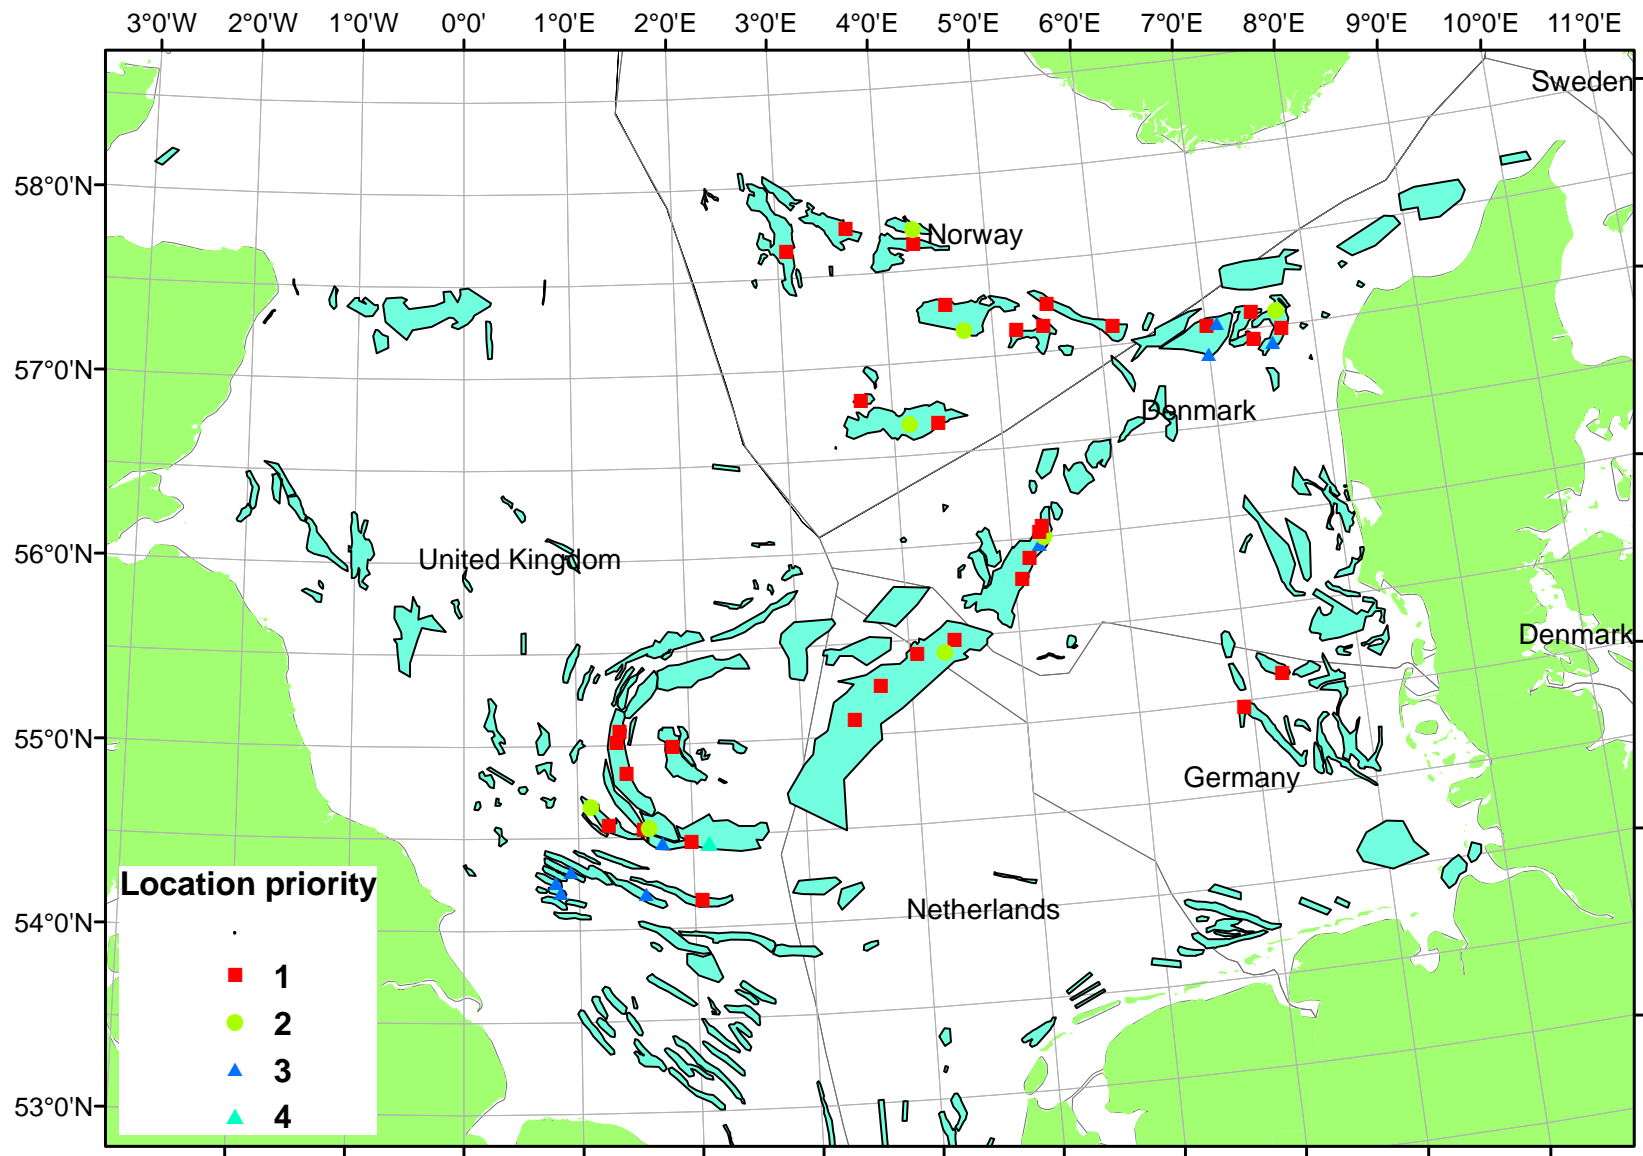 3°0'W 2°0'W 1°0'W 0°0' 1°0'E 2°0'E 3°0'E 4°0'E 5°0'E 6°0'E 7°0'E 8°0'E 9°0'E 10°0'E 11°0'E
Sweden
58°0'N
Norway
57°0'N
Denmark
56°0'N
United Kingdom
Denmark
55°0'N
Germany
Location priority
54°0'N
Netherlands
1
2
3
53°0'N
4